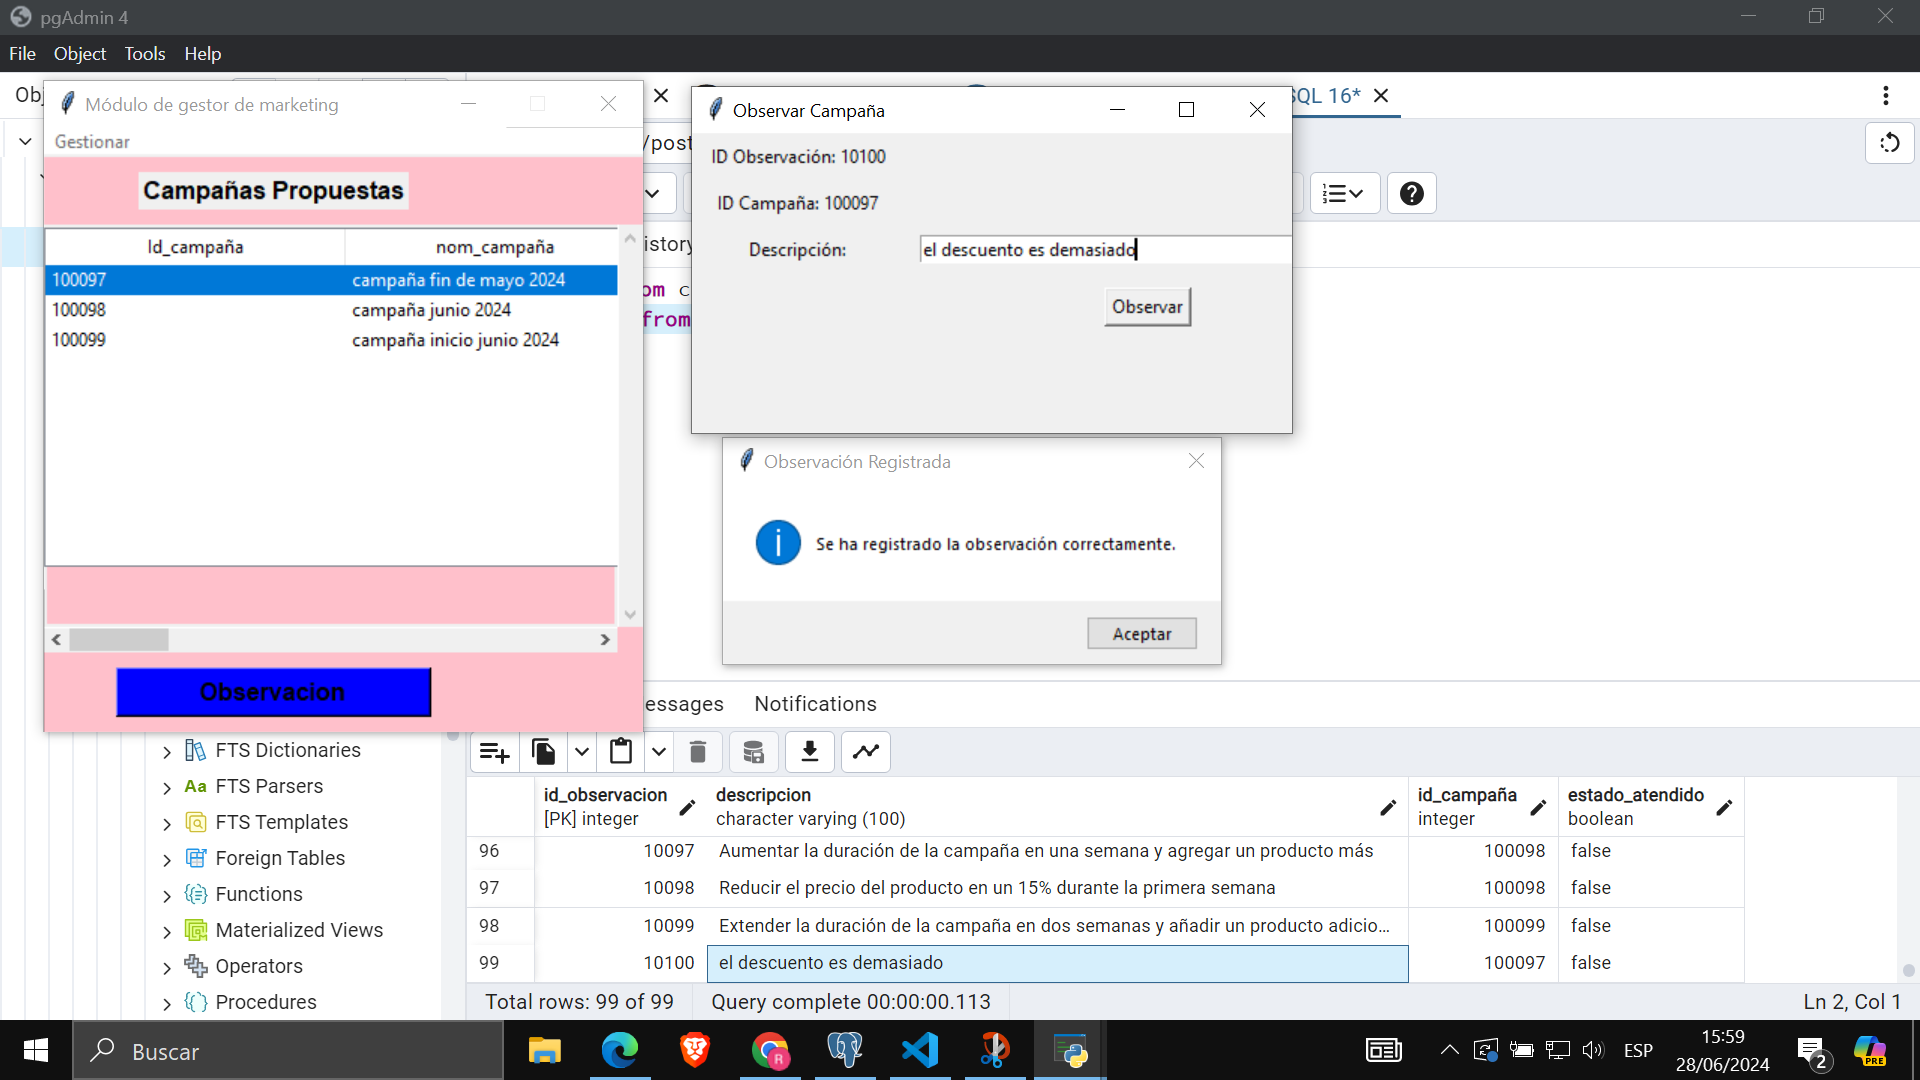 pgAdmin 4
File Object Tools Help
Módulo de gestor de marketing
Gestionar
Campañas Propuestas
Id_campaña nom_campaña
100097 campaña fin de mayo 2024
100098 campaña junio 2024
100099 campaña inicio junio 2024
Observacion
Observar Campaña
ID Observación: 10100
ID Campaña: 100097
Descripción: el descuento es demasiado
Observar
Observación Registrada
Se ha registrado la observación correctamente.
Aceptar
Obj
/post
SQL 16*
istory
om c
from
essages Notifications
FTS Dictionaries
FTS Parsers
FTS Templates
Foreign Tables
Functions
Materialized Views
Operators
Procedures
id_observacion descripcion id_campaña estado_atendido
[PK] integer character varying (100) integer boolean
96 10097 Aumentar la duración de la campaña en una semana y agregar un producto más 100098 false
97 10098 Reducir el precio del producto en un 15% durante la primera semana 100098 false
98 10099 Extender la duración de la campaña en dos semanas y añadir un producto adicio... 100099 false
99 10100 el descuento es demasiado 100097 false
Total rows: 99 of 99 Query complete 00:00:00.113 Ln 2, Col 1
Buscar
ESP
15:59
28/06/2024
2
PRE